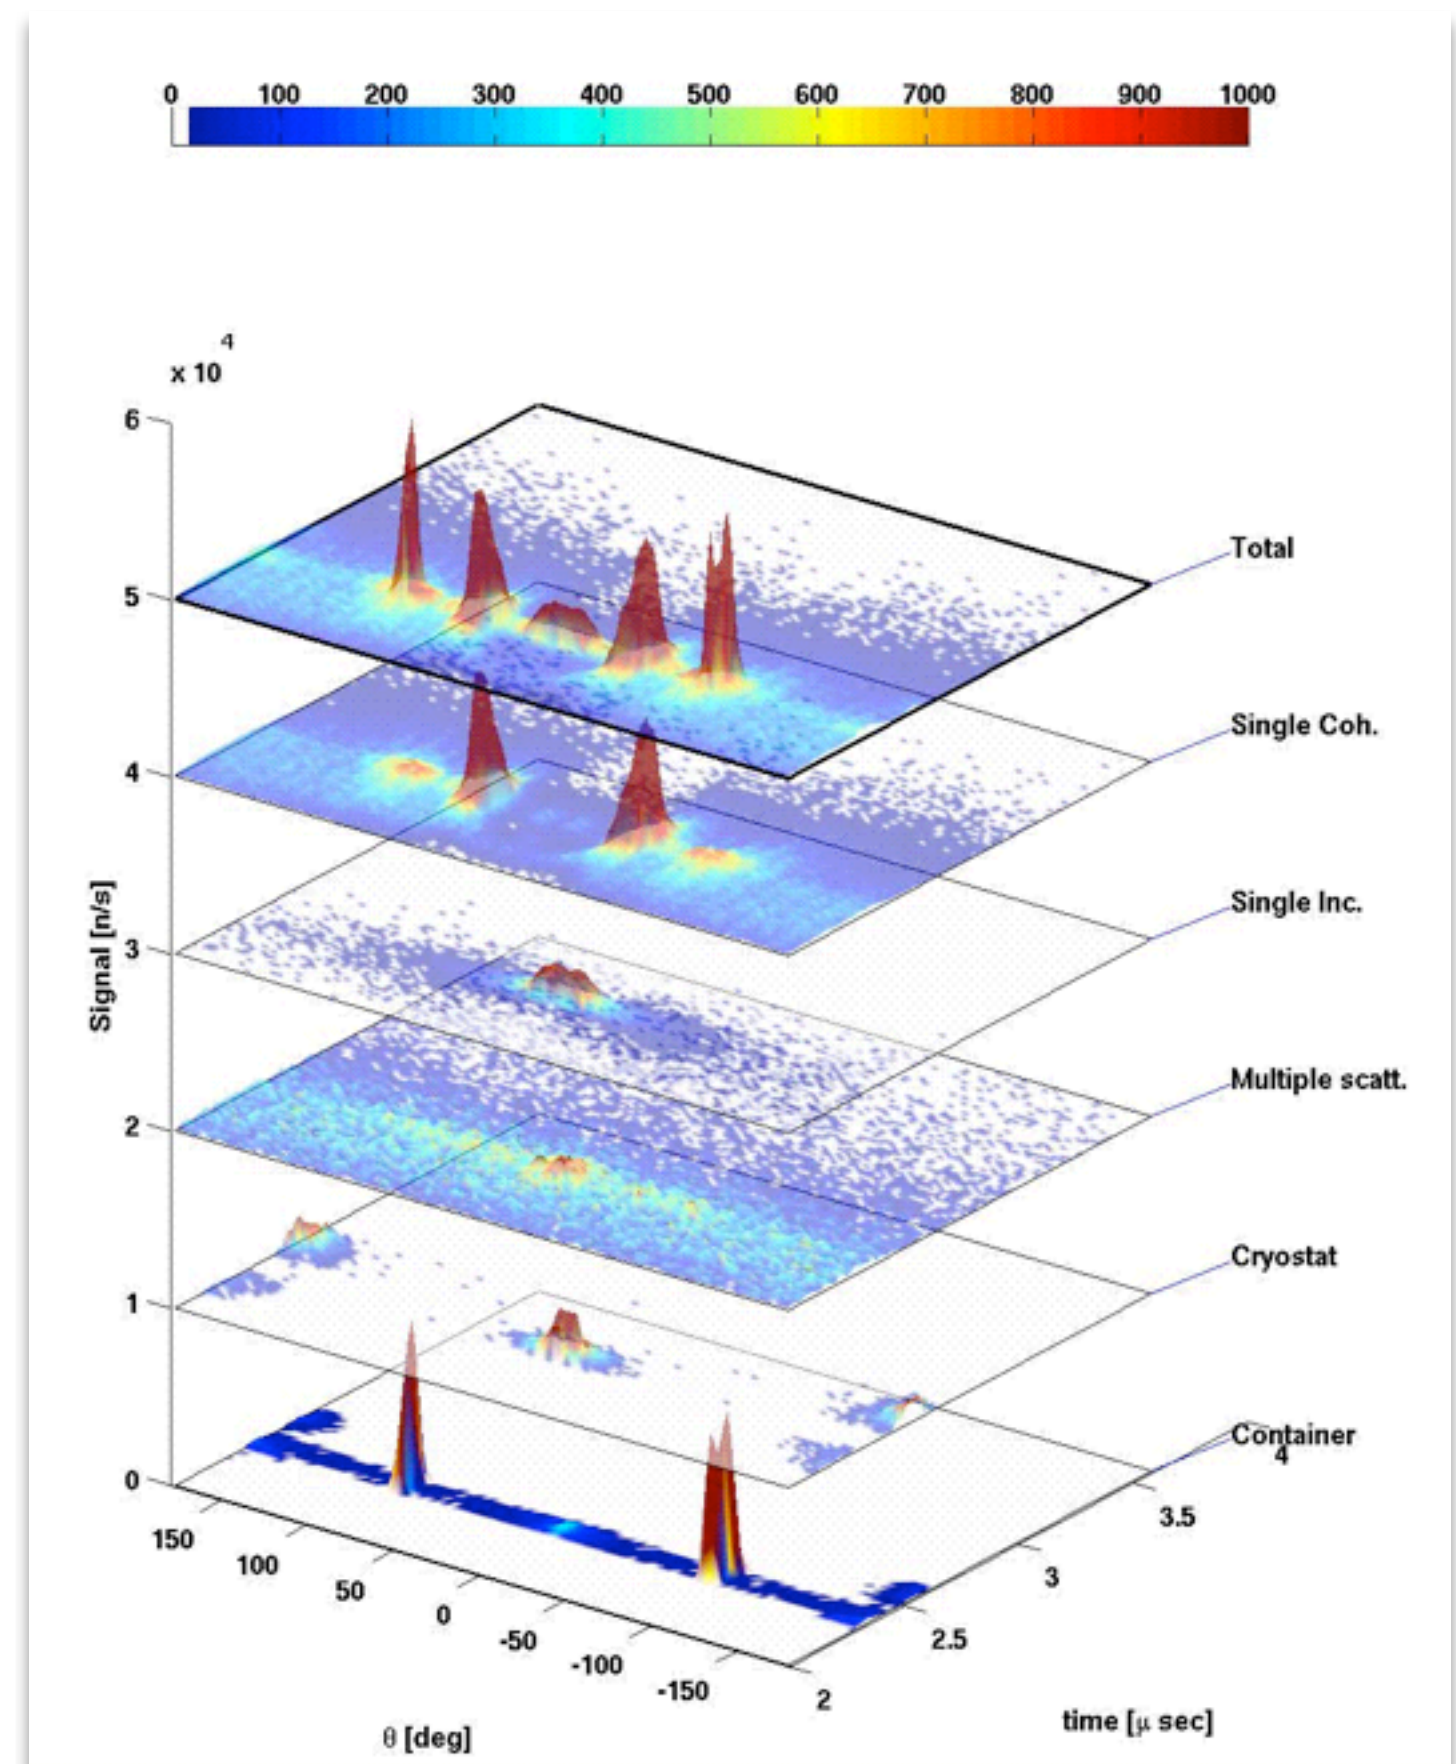 0 100 200 300 400 500 600 700 800 900 1000
4
x 10
6
Total
5
Single Coh.
4
Single Inc.
3
Signal [n/s]
Multiple scatt.
2
Cryostat
1
Container
4
0
3.5
150
100
3
50
0
2.5
-50
-100
-150
2
time [μ sec]
θ [deg]